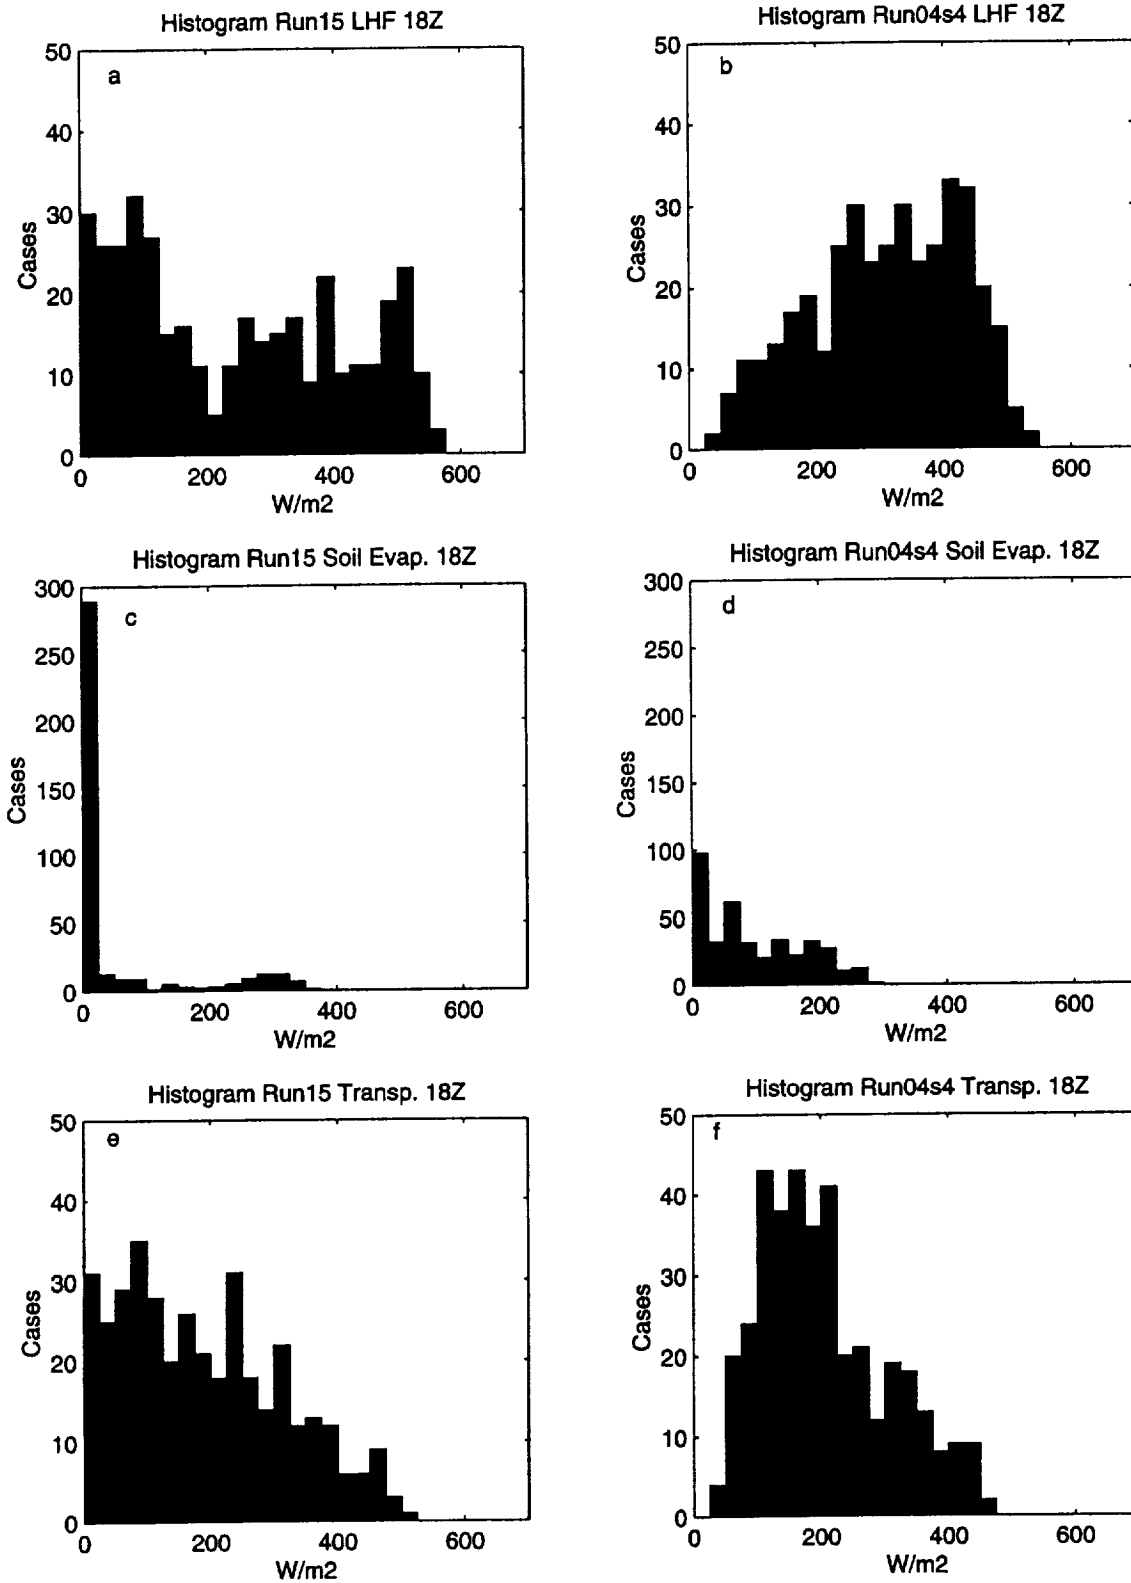 Histogram Run15 LHF 18Z
Histogram Run04s4 LHF 18Z
a
50
40
30
20
10
0
Cases
0 200 400 600
W/m2
b
50
40
30
20
10
0
Cases
0 200 400 600
W/m2
Histogram Run15 Soil Evap. 18Z
Histogram Run04s4 Soil Evap. 18Z
c
300
250
200
150
100
50
0
Cases
0 200 400 600
W/m2
d
300
250
200
150
100
50
0
Cases
0 200 400 600
W/m2
Histogram Run15 Transp. 18Z
Histogram Run04s4 Transp. 18Z
e
50
40
30
20
10
0
Cases
0 200 400 600
W/m2
f
50
40
30
20
10
0
Cases
0 200 400 600
W/m2